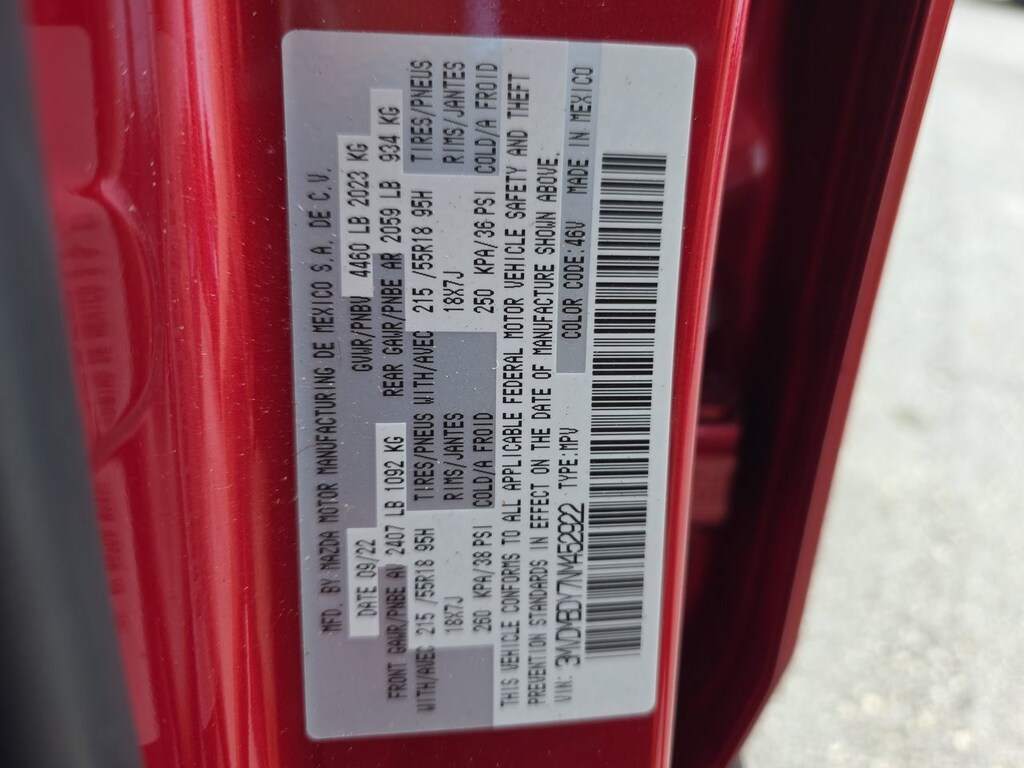 MFD. BY MAZDA MOTOR MANUFACTURING DE MEXICO S.A. DE C.V.
DATE 09/22 GVWR/PNBV 4460 LB 2023 KG
FRONT GAWR/PNBE AV 2407 LB 1092 KG REAR GAWR/PNBE AR 2059 LB 934 KG
WITH/AVEC 215 /55R18 95H TIRES/PNEUS WITH/AVEC 215 /55R18 95H TIRES/PNEUS
18X7J RIMS/JANTES 18X7J RIMS/JANTES
260 KPA/38 PSI COLD/A FROID 250 KPA/36 PSI COLD/A FROID
THIS VEHICLE CONFORMS TO ALL APPLICABLE FEDERAL MOTOR VEHICLE SAFETY AND THEFT
PREVENTION STANDARDS IN EFFECT ON THE DATE OF MANUFACTURE SHOWN ABOVE.
VIN: TYPE:MPV COLOR CODE:46V MADE IN MEXICO